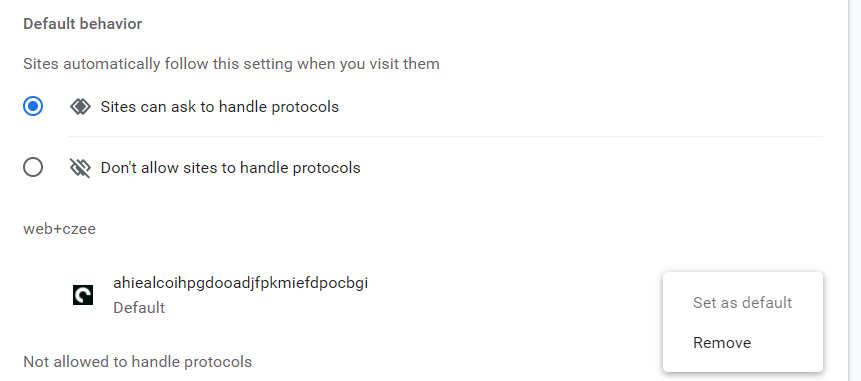 Default behavior
Sites automatically follow this setting when you visit them
Sites can ask to handle protocols
Don't allow sites to handle protocols
web+czee
ahiealcoihpgdooadjfpkmiefdpocbgi
Default
Set as default
Remove
Not allowed to handle protocols